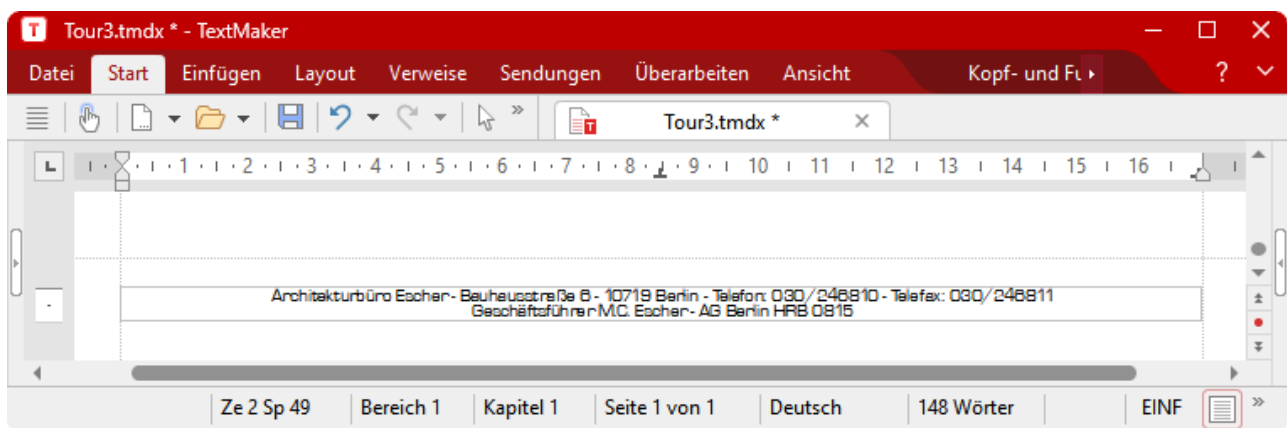 T Tour3.tmdx * - TextMaker
Datei Start Einfügen Layout Verweise Sendungen Überarbeiten Ansicht Kopf- und Fu ?
T Tour3.tmdx *
1 2 3 4 5 6 7 8 9 10 11 12 13 14 15 16
Architekturbüro Escher - Bauhausstraße 6 - 10719 Berlin - Telefon: 030/246810 - Telefax: 030/246811
Geschäftsführer M.C. Escher - AG Berlin HRB 0815
Ze 2 Sp 49 Bereich 1 Kapitel 1 Seite 1 von 1 Deutsch 148 Wörter EINF